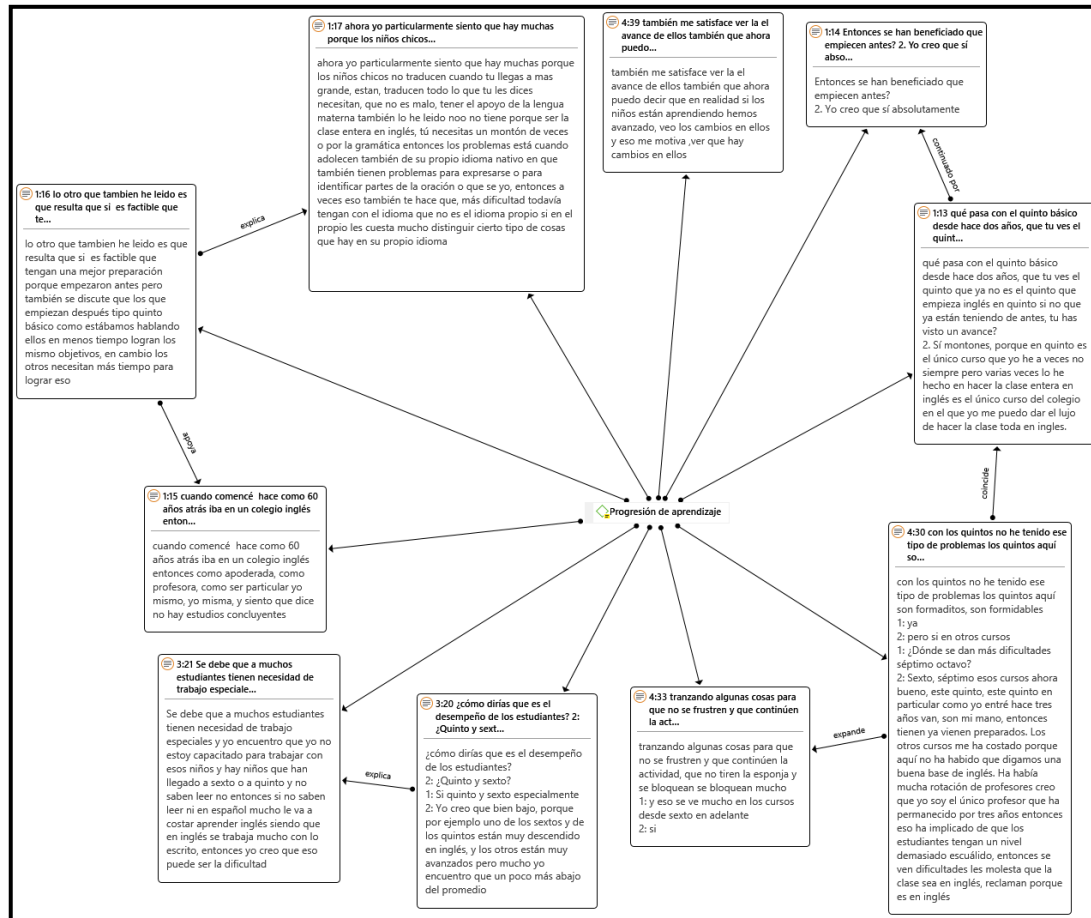 1:17 ahora yo particularmente siento que hay muchas
porque los niños chicos...
ahora yo particularmente siento que hay muchas porque
los niños chicos no traducen cuando tu llegas a mas
grande, estan, traducen todo lo que tu les dices
necesitan, que no es malo, tener el apoyo de la lengua
materna también lo he leido noo no tiene porque ser la
clase entera en inglés, tú necesitas un montón de veces
o por la gramática entonces los problemas está cuando
adolecen también de su propio idioma nativo en que
también tienen problemas para expresarse o para
identificar partes de la oración o que se yo, entonces a
veces eso también te hace que, más dificultad todavía
tengan con el idioma que no es el idioma propio si en el
propio les cuesta mucho distinguir cierto tipo de cosas
que hay en su propio idioma
4:39 también me satisface ver la el
avance de ellos también que ahora
puedo...
también me satisface ver la el
avance de ellos también que ahora
puedo decir que en realidad si los
niños están aprendiendo hemos
avanzado, veo los cambios en ellos
y eso me motiva ,ver que hay
cambios en ellos
1:14 Entonces se han beneficiado que
empiecen antes? 2. Yo creo que sí
abso...
Entonces se han beneficiado que
empiecen antes?
2. Yo creo que sí absolutamente
continuado por
1:16 lo otro que tambien he leido es
que resulta que si  es factible que
te...
lo otro que tambien he leido es que
resulta que si  es factible que
tengan una mejor preparación
porque empezaron antes pero
también se discute que los que
empiezan después tipo quinto
básico como estábamos hablando
ellos en menos tiempo logran los
mismo objetivos, en cambio los
otros necesitan más tiempo para
lograr eso
explica
1:13 qué pasa con el quinto básico
desde hace dos años, que tu ves el
quint...
qué pasa con el quinto básico
desde hace dos años, que tu ves el
quinto que ya no es el quinto que
empieza inglés en quinto si no que
ya están teniendo de antes, tu has
visto un avance?
2. Sí montones, porque en quinto es
el único curso que yo he a veces no
siempre pero varias veces lo he
hecho en hacer la clase entera en
inglés es el único curso del colegio
en el que yo me puedo dar el lujo
de hacer la clase toda en ingles.
apoya
coincide
1:15 cuando comencé  hace como 60
años atrás iba en un colegio inglés
enton...
cuando comencé  hace como 60
años atrás iba en un colegio inglés
entonces como apoderada, como
profesora, como ser particular yo
mismo, yo misma, y siento que dice
no hay estudios concluyentes
Progresión de aprendizaje
4:30 con los quintos no he tenido ese
tipo de problemas los quintos aquí
so...
con los quintos no he tenido ese
tipo de problemas los quintos aquí
son formaditos, son formidables
1: ya
2: pero si en otros cursos
1: ¿Dónde se dan más dificultades
séptimo octavo?
2: Sexto, séptimo esos cursos ahora
bueno, este quinto, este quinto en
particular como yo entré hace tres
años van, son mi mano, entonces
tienen ya vienen preparados. Los
otros cursos me ha costado porque
aquí no ha habido que digamos una
buena base de inglés. Ha había
mucha rotación de profesores creo
que yo soy el único profesor que ha
permanecido por tres años entonces
eso ha implicado de que los
estudiantes tengan un nivel
demasiado escuálido, entonces se
ven dificultades les molesta que la
clase sea en inglés, reclaman porque
es en inglés
3:21 Se debe que a muchos
estudiantes tienen necesidad de
trabajo especiale...
Se debe que a muchos estudiantes
tienen necesidad de trabajo
especiales y yo encuentro que yo no
estoy capacitado para trabajar con
esos niños y hay niños que han
llegado a sexto o a quinto y no
saben leer no entonces si no saben
leer ni en español mucho le va a
costar aprender inglés siendo que
en inglés se trabaja mucho con lo
escrito, entonces yo creo que eso
puede ser la dificultad
explica
3:20 ¿cómo dirías que es el
desempeño de los estudiantes? 2:
¿Quinto y sext...
¿cómo dirías que es el desempeño
de los estudiantes?
2: ¿Quinto y sexto?
1: Si quinto y sexto especialmente
2: Yo creo que bien bajo, porque
por ejemplo uno de los sextos y de
los quintos están muy descendido
en inglés, y los otros están muy
avanzados pero mucho yo
encuentro que un poco más abajo
del promedio
4:33 tranzando algunas cosas para
que no se frustren y que continúen
la act...
tranzando algunas cosas para que
no se frustren y que continúen la
actividad, que no tiren la esponja y
se bloquean se bloquean mucho
1: y eso se ve mucho en los cursos
desde sexto en adelante
2: si
expande